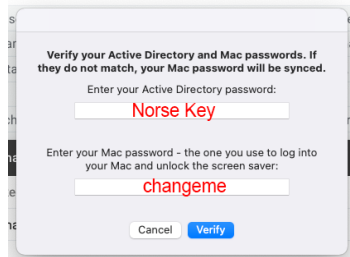 Verify your Active Directory and Mac passwords. If
they do not match, your Mac password will be synced.
Enter your Active Directory password:
Norse Key
Enter your Mac password - the one you use to log into
your Mac and unlock the screen saver:
changeme
Cancel Verify